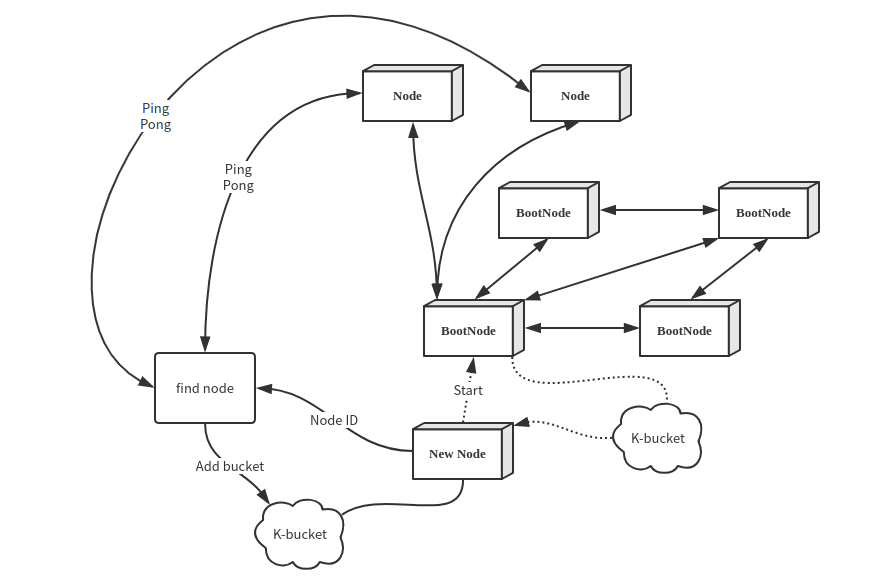 Ping
Pong
Node
Node
Ping
Pong
BootNode
BootNode
BootNode
BootNode
find node
Start
Node ID
K-bucket
New Node
Add bucket
K-bucket